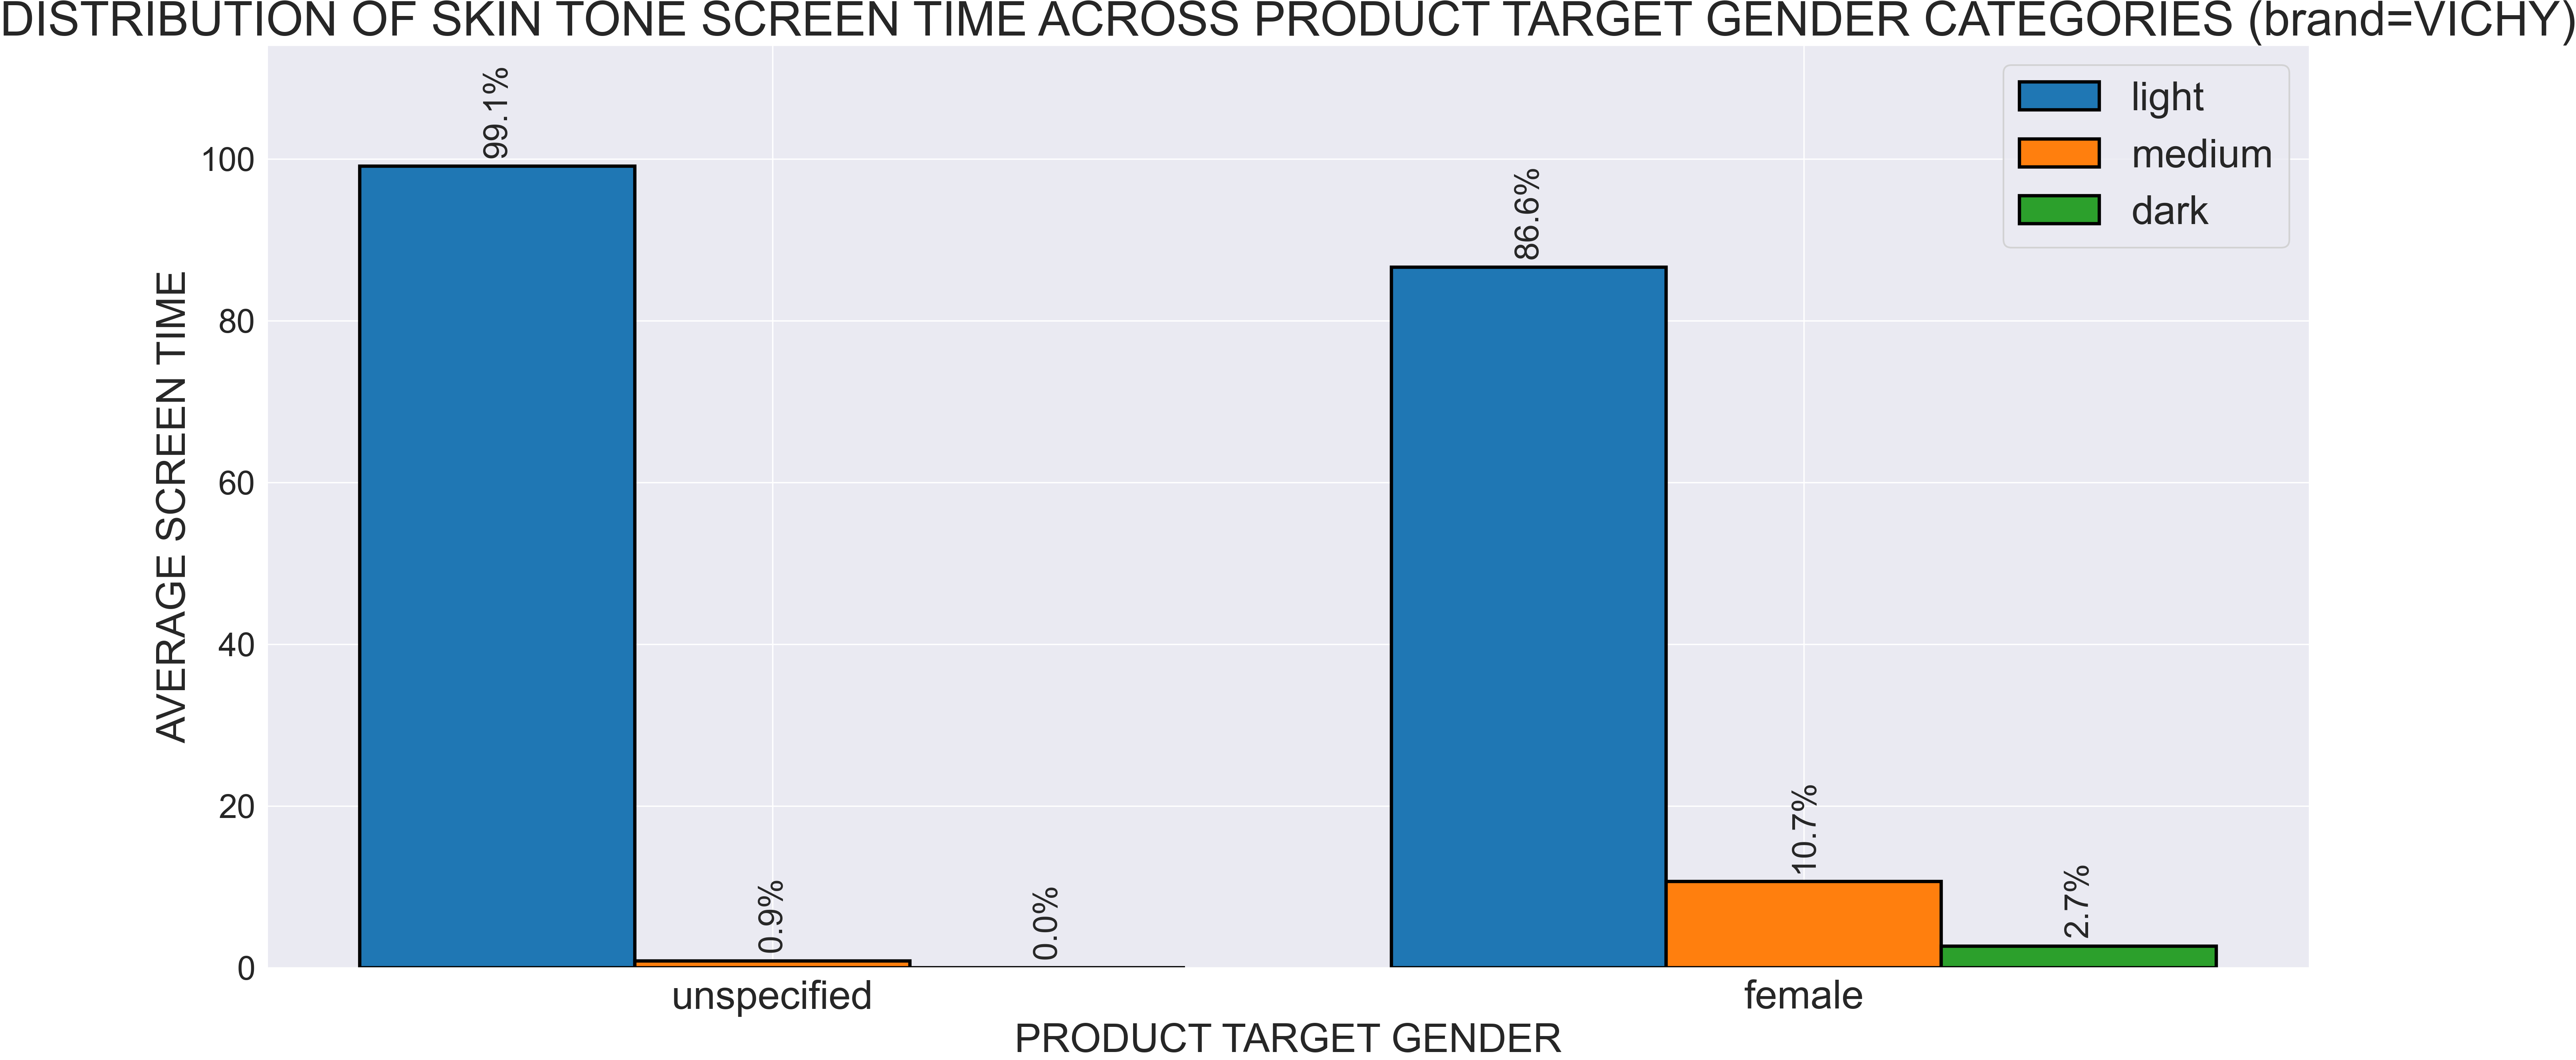 DISTRIBUTION OF SKIN TONE SCREEN TIME ACROSS PRODUCT TARGET GENDER CATEGORIES (brand=VICHY)
light
medium
dark
AVERAGE SCREEN TIME
100
80
60
40
20
0
99.1%
0.9%
0.0%
86.6%
10.7%
2.7%
unspecified
female
PRODUCT TARGET GENDER